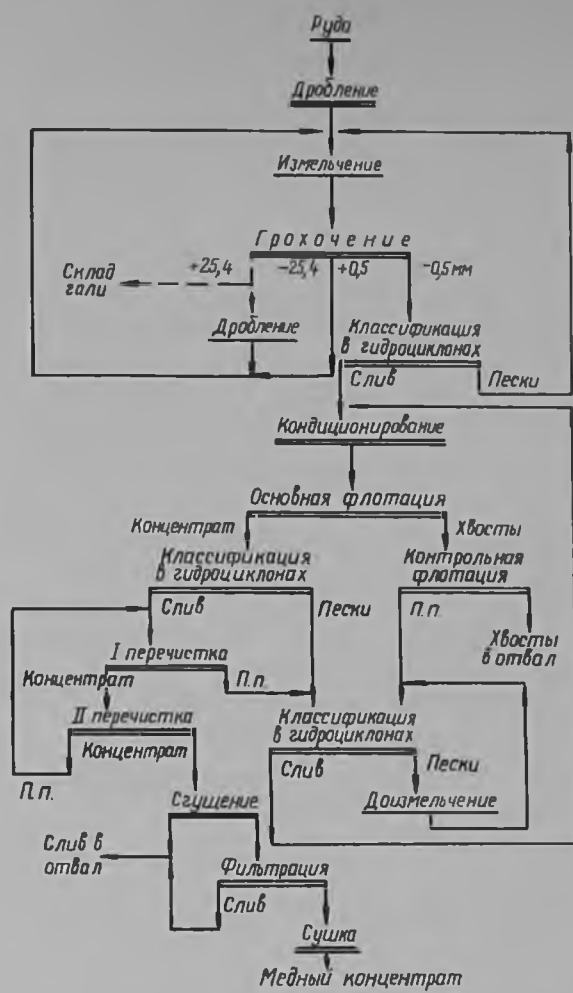 Руда
Дробление
Измельчение
Грохочение
+25,4
-25,4
+0,5
-0,5мм
Склад
гали
Дробление
Классификация
в гидроциклонах
Слив
Пески
Кондиционирование
Основная флотация
Концентрат
Хвосты
Классификация
в гидроциклонах
Контрольная
флотация
Слив
Пески
П.п.
Хвосты
в отвал
I перечистка
Концентрат
П.п.
II перечистка
Классификация
в гидроциклонах
Концентрат
Слив
Пески
П.п.
Сгущение
Доизмельчение
Слив в
отвал
Фильтрация
Слив
Сушка
Медный концентрат